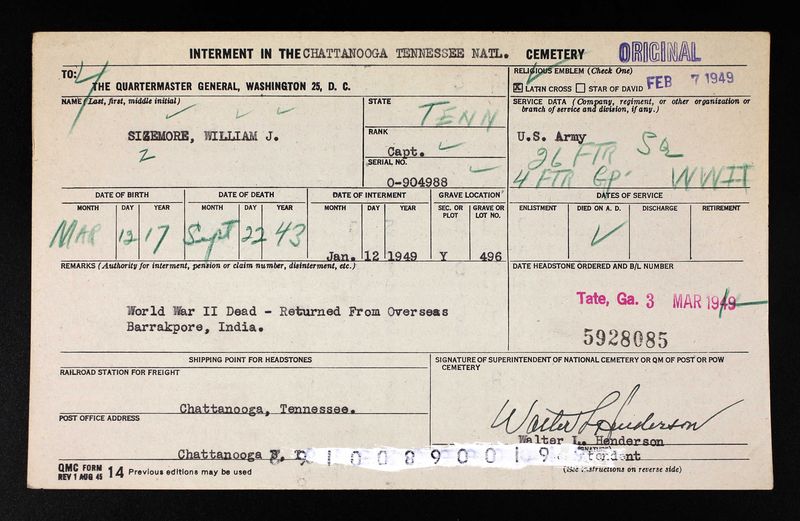 INTERMENT IN THE CHATTANOOGA TENNESSEE NATL. CEMETERY ORIGINAL
TO:
4
THE QUARTERMASTER GENERAL, WASHINGTON 25, D. C.
RELIGIOUS EMBLEM (Check One)
X LATIN CROSS STAR OF DAVID FEB 7 1949
NAME (Last, first, middle initial)
SIZEMORE, WILLIAM J.
Z
STATE
TENN
RANK
Capt.
SERIAL NO.
O-904988
SERVICE DATA (Company, regiment, or other organization or branch of service and division, if any.)
U.S. Army
26 FTR SQ
4 FTR GP. WWII
DATE OF BIRTH DATE OF DEATH DATE OF INTERMENT GRAVE LOCATION
MONTH DAY YEAR MONTH DAY YEAR MONTH DAY YEAR SEC. OR PLOT GRAVE OR LOT NO.
MAR 12 17 Sept 22 43 Jan. 12 1949 Y 496
DATES OF SERVICE
ENLISTMENT DIED ON A. D. DISCHARGE RETIREMENT
REMARKS (Authority for interment, pension or claim number, disinterment, etc.)
World War II Dead - Returned From Overseas
Barrakpore, India.
DATE HEADSTONE ORDERED AND B/L NUMBER
Tate, Ga. 3 MAR 1949
5928085
SHIPPING POINT FOR HEADSTONES
RAILROAD STATION FOR FREIGHT
Chattanooga, Tennessee.
POST OFFICE ADDRESS
Chattanooga
SIGNATURE OF SUPERINTENDENT OF NATIONAL CEMETERY OR QM OF POST OR POW CEMETERY
Walter L Henderson
Walter L. Henderson
(See instructions on reverse side)
QMC FORM
REV 1 AUG 45 14 Previous editions may be used